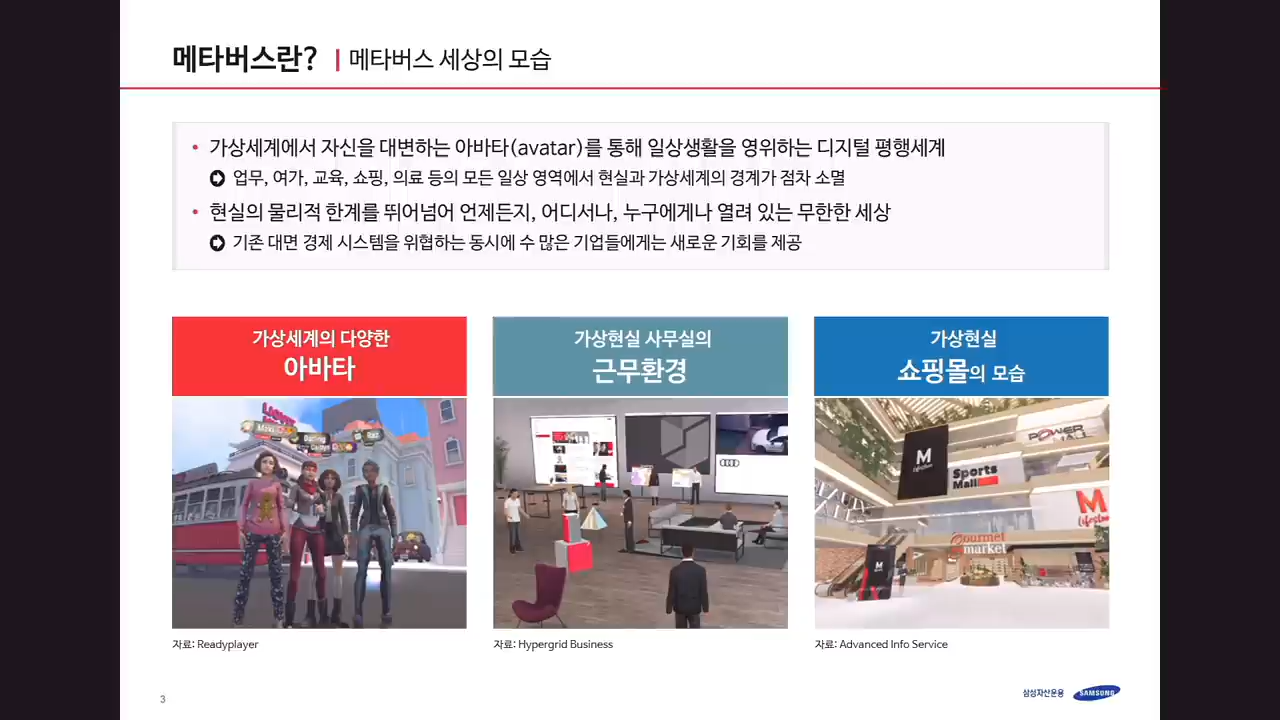 메타버스란? | 메타버스 세상의 모습
• 가상세계에서 자신을 대변하는 아바타(avatar)를 통해 일상생활을 영위하는 디지털 평행세계
업무, 여가, 교육, 쇼핑, 의료 등의 모든 일상 영역에서 현실과 가상세계의 경계가 점차 소멸
• 현실의 물리적 한계를 뛰어넘어 언제든지, 어디서나, 누구에게나 열려 있는 무한한 세상
기존 대면 경제 시스템을 위협하는 동시에 수 많은 기업들에게는 새로운 기회를 제공
가상세계의 다양한
아바타
가상현실 사무실의
근무환경
가상현실
쇼핑몰의 모습
M
Sports
Mall
POWER
MALL
M
Gourmet
market
M
자료: Readyplayer
자료: Hypergrid Business
자료: Advanced Info Service
3
삼성자산운용
SAMSUNG